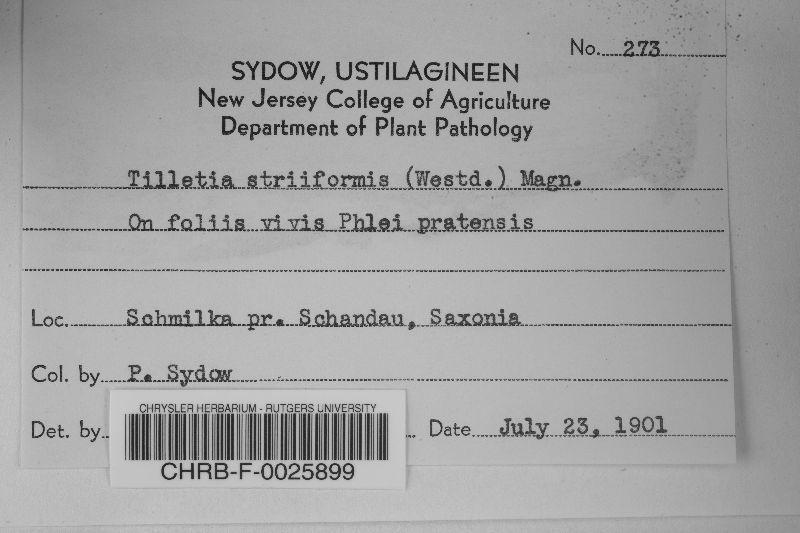 No. 273
SYDOW, USTILAGINEEN
New Jersey College of Agriculture
Department of Plant Pathology
Tilletia striiformis (Westd.) Magn.
On foliis vivis Phlei pratensis
Loc. Schmilka pr. Schandau, Saxonia
Col. by P. Sydow
Det. by Date July 23, 1901
CHRYSLER HERBARIUM - RUTGERS UNIVERSITY
CHRB-F-0025899